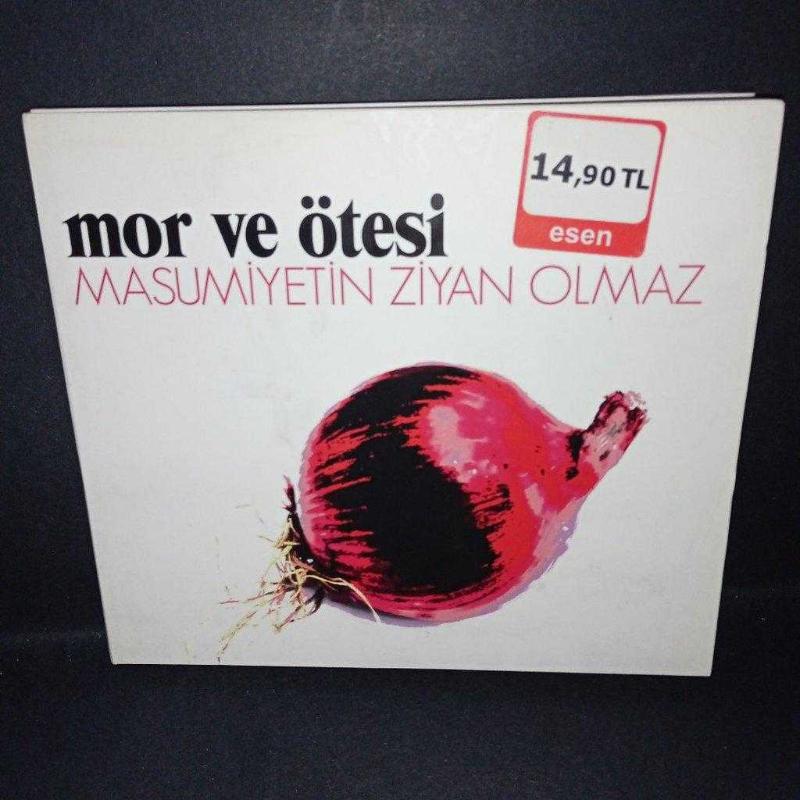 14,90 TL
esen
mor ve ötesi
MASUMİYETİN ZİYAN OLMAZ